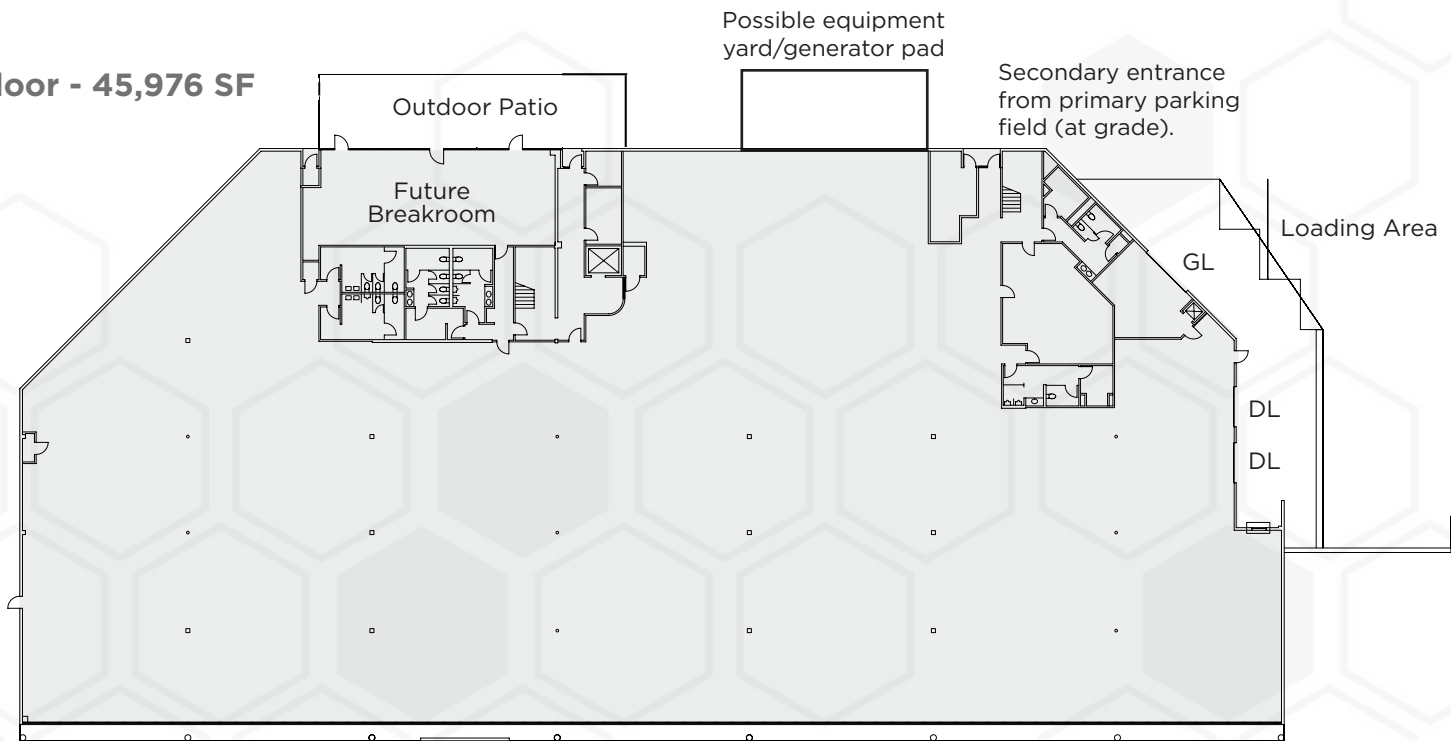 loor - 45,976 SF
Possible equipment
yard/generator pad
Secondary entrance
from primary parking
field (at grade).
Outdoor Patio
Future
Breakroom
Loading Area
GL
DL
DL